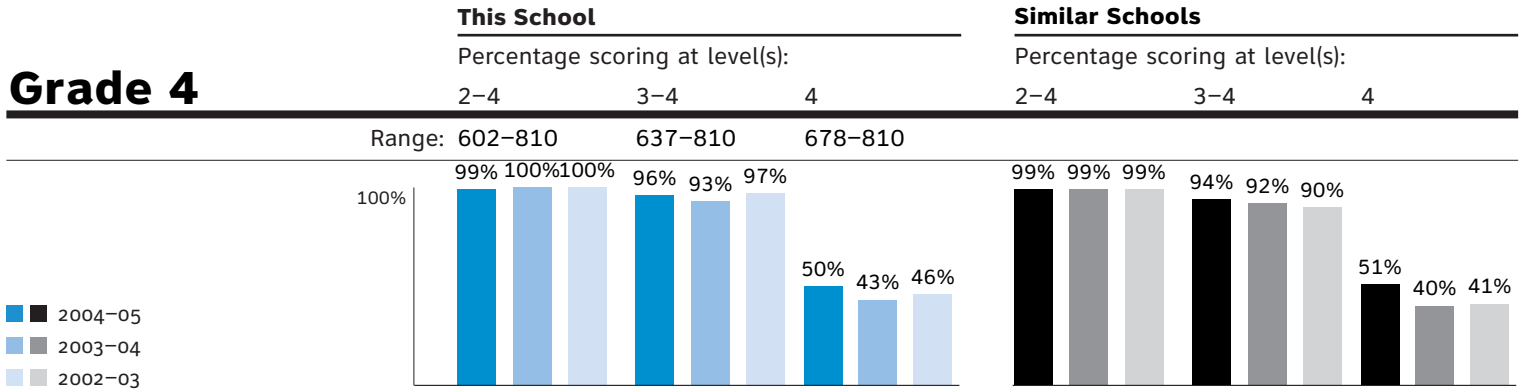 This School Similar Schools
Percentage scoring at level(s): Percentage scoring at level(s):
Grade 4 2–4 3–4 4 2–4 3–4 4
Range: 602–810 637–810 678–810
99% 100% 100% 96% 93% 97% 50% 43% 46% 99% 99% 99% 94% 92% 90% 51% 40% 41%
100%
2004–05
2003–04
2002–03